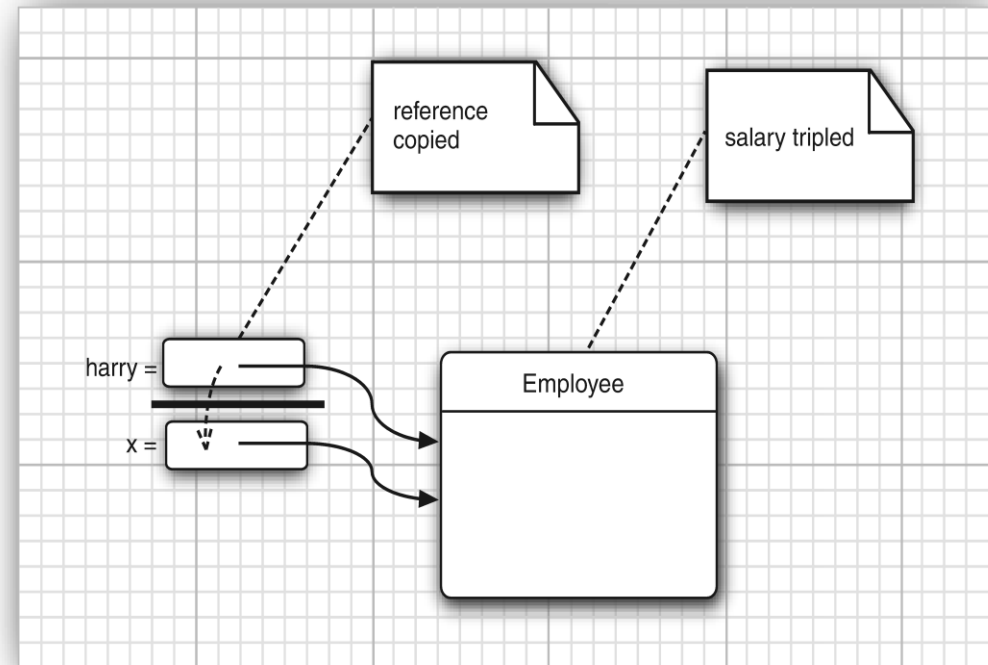 reference
copied
salary tripled
harry =
x =
Employee